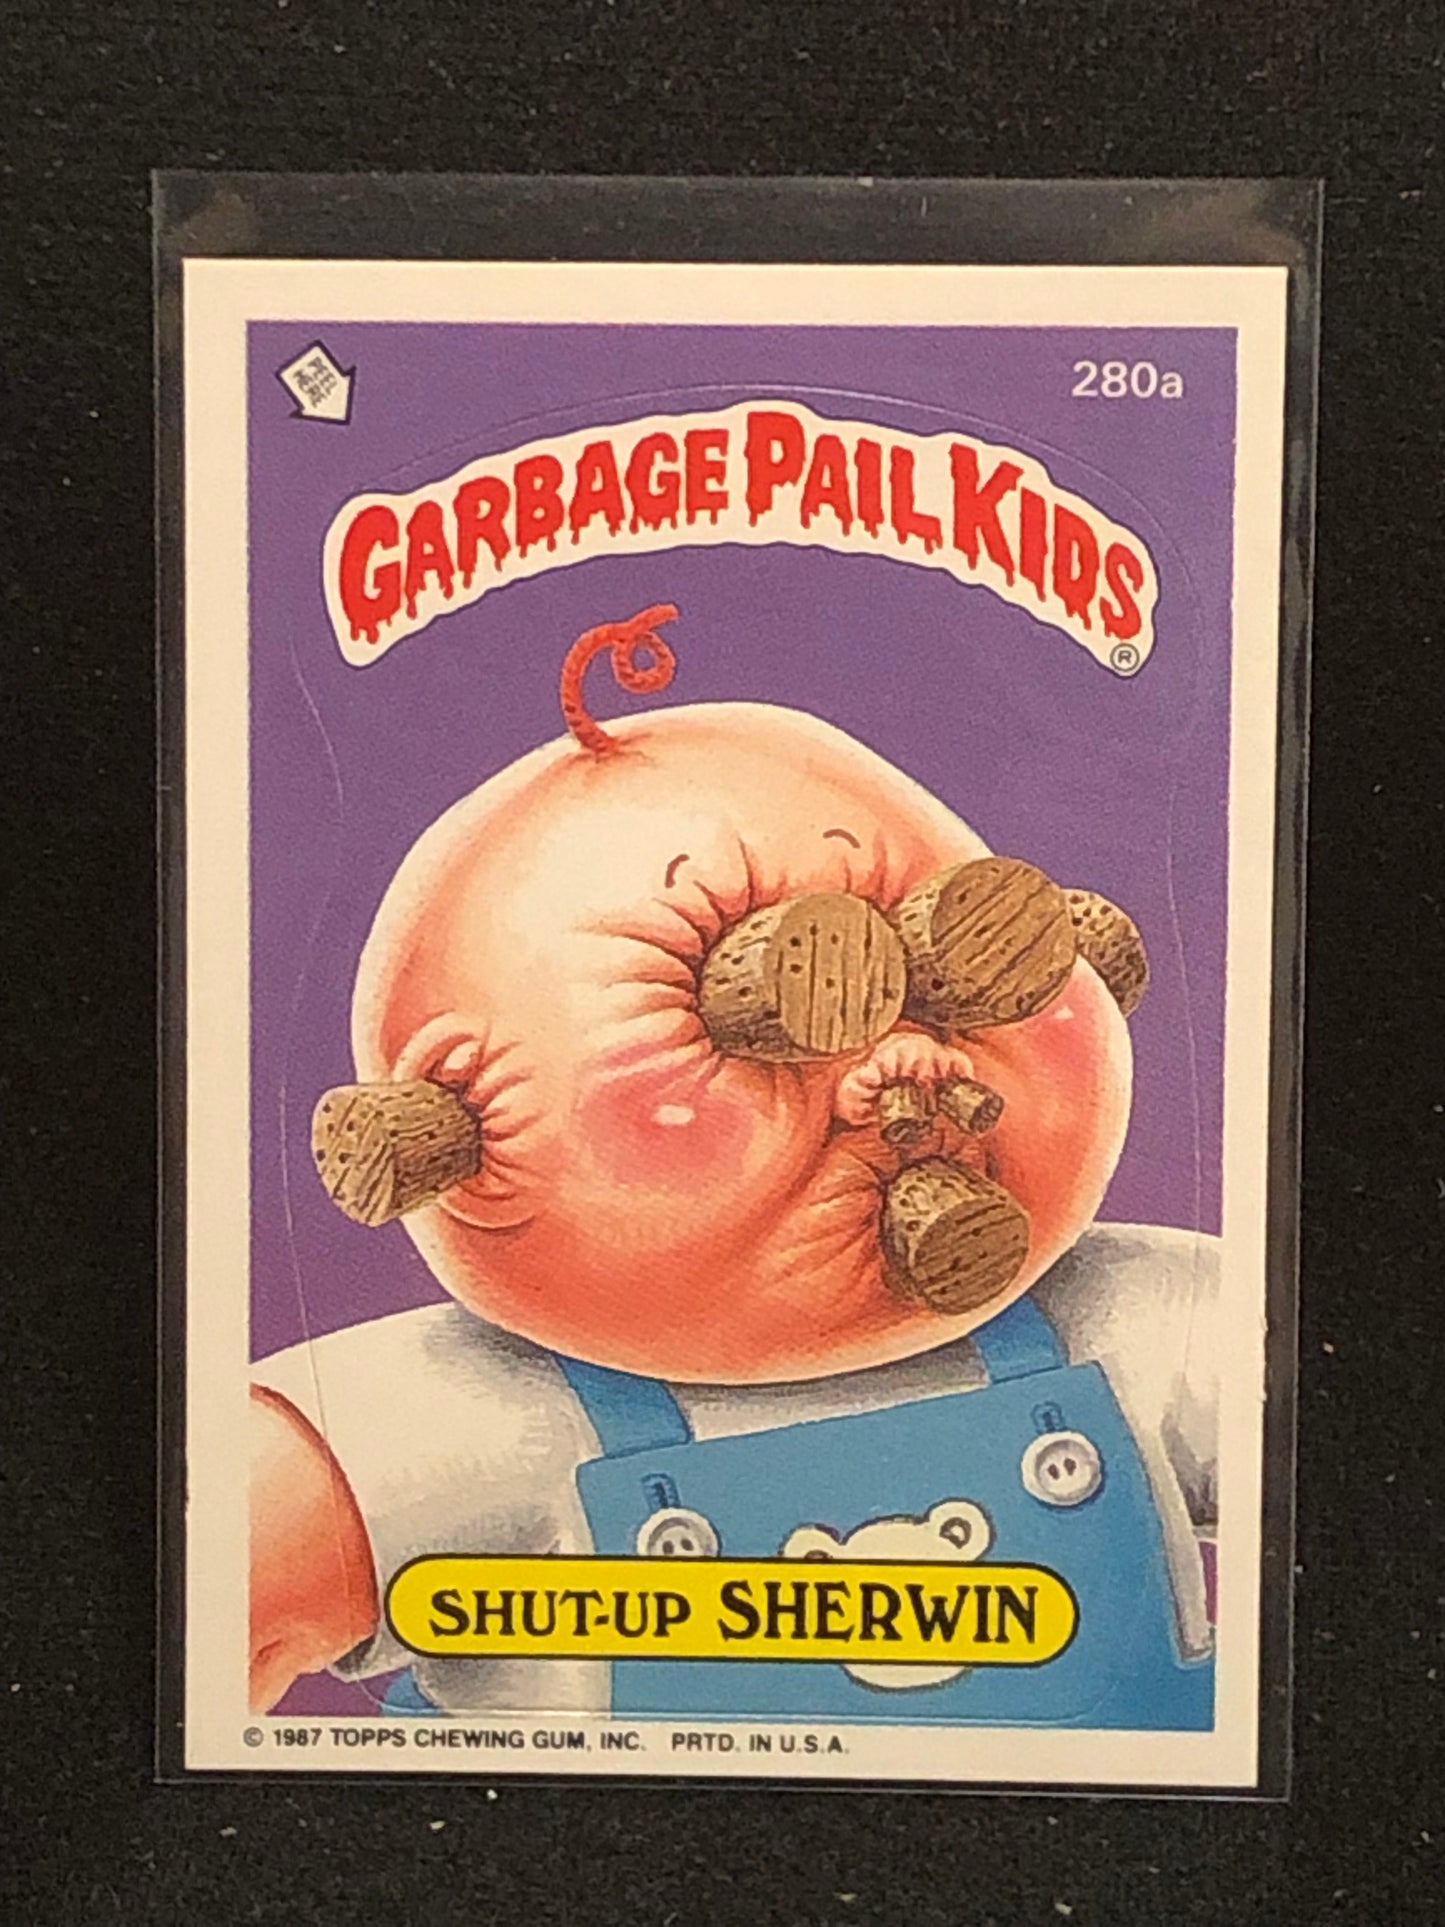 280a
GARBAGE PAIL KIDS
®
SHUT-UP SHERWIN
© 1987 TOPPS CHEWING GUM, INC. PRTD. IN U.S.A.